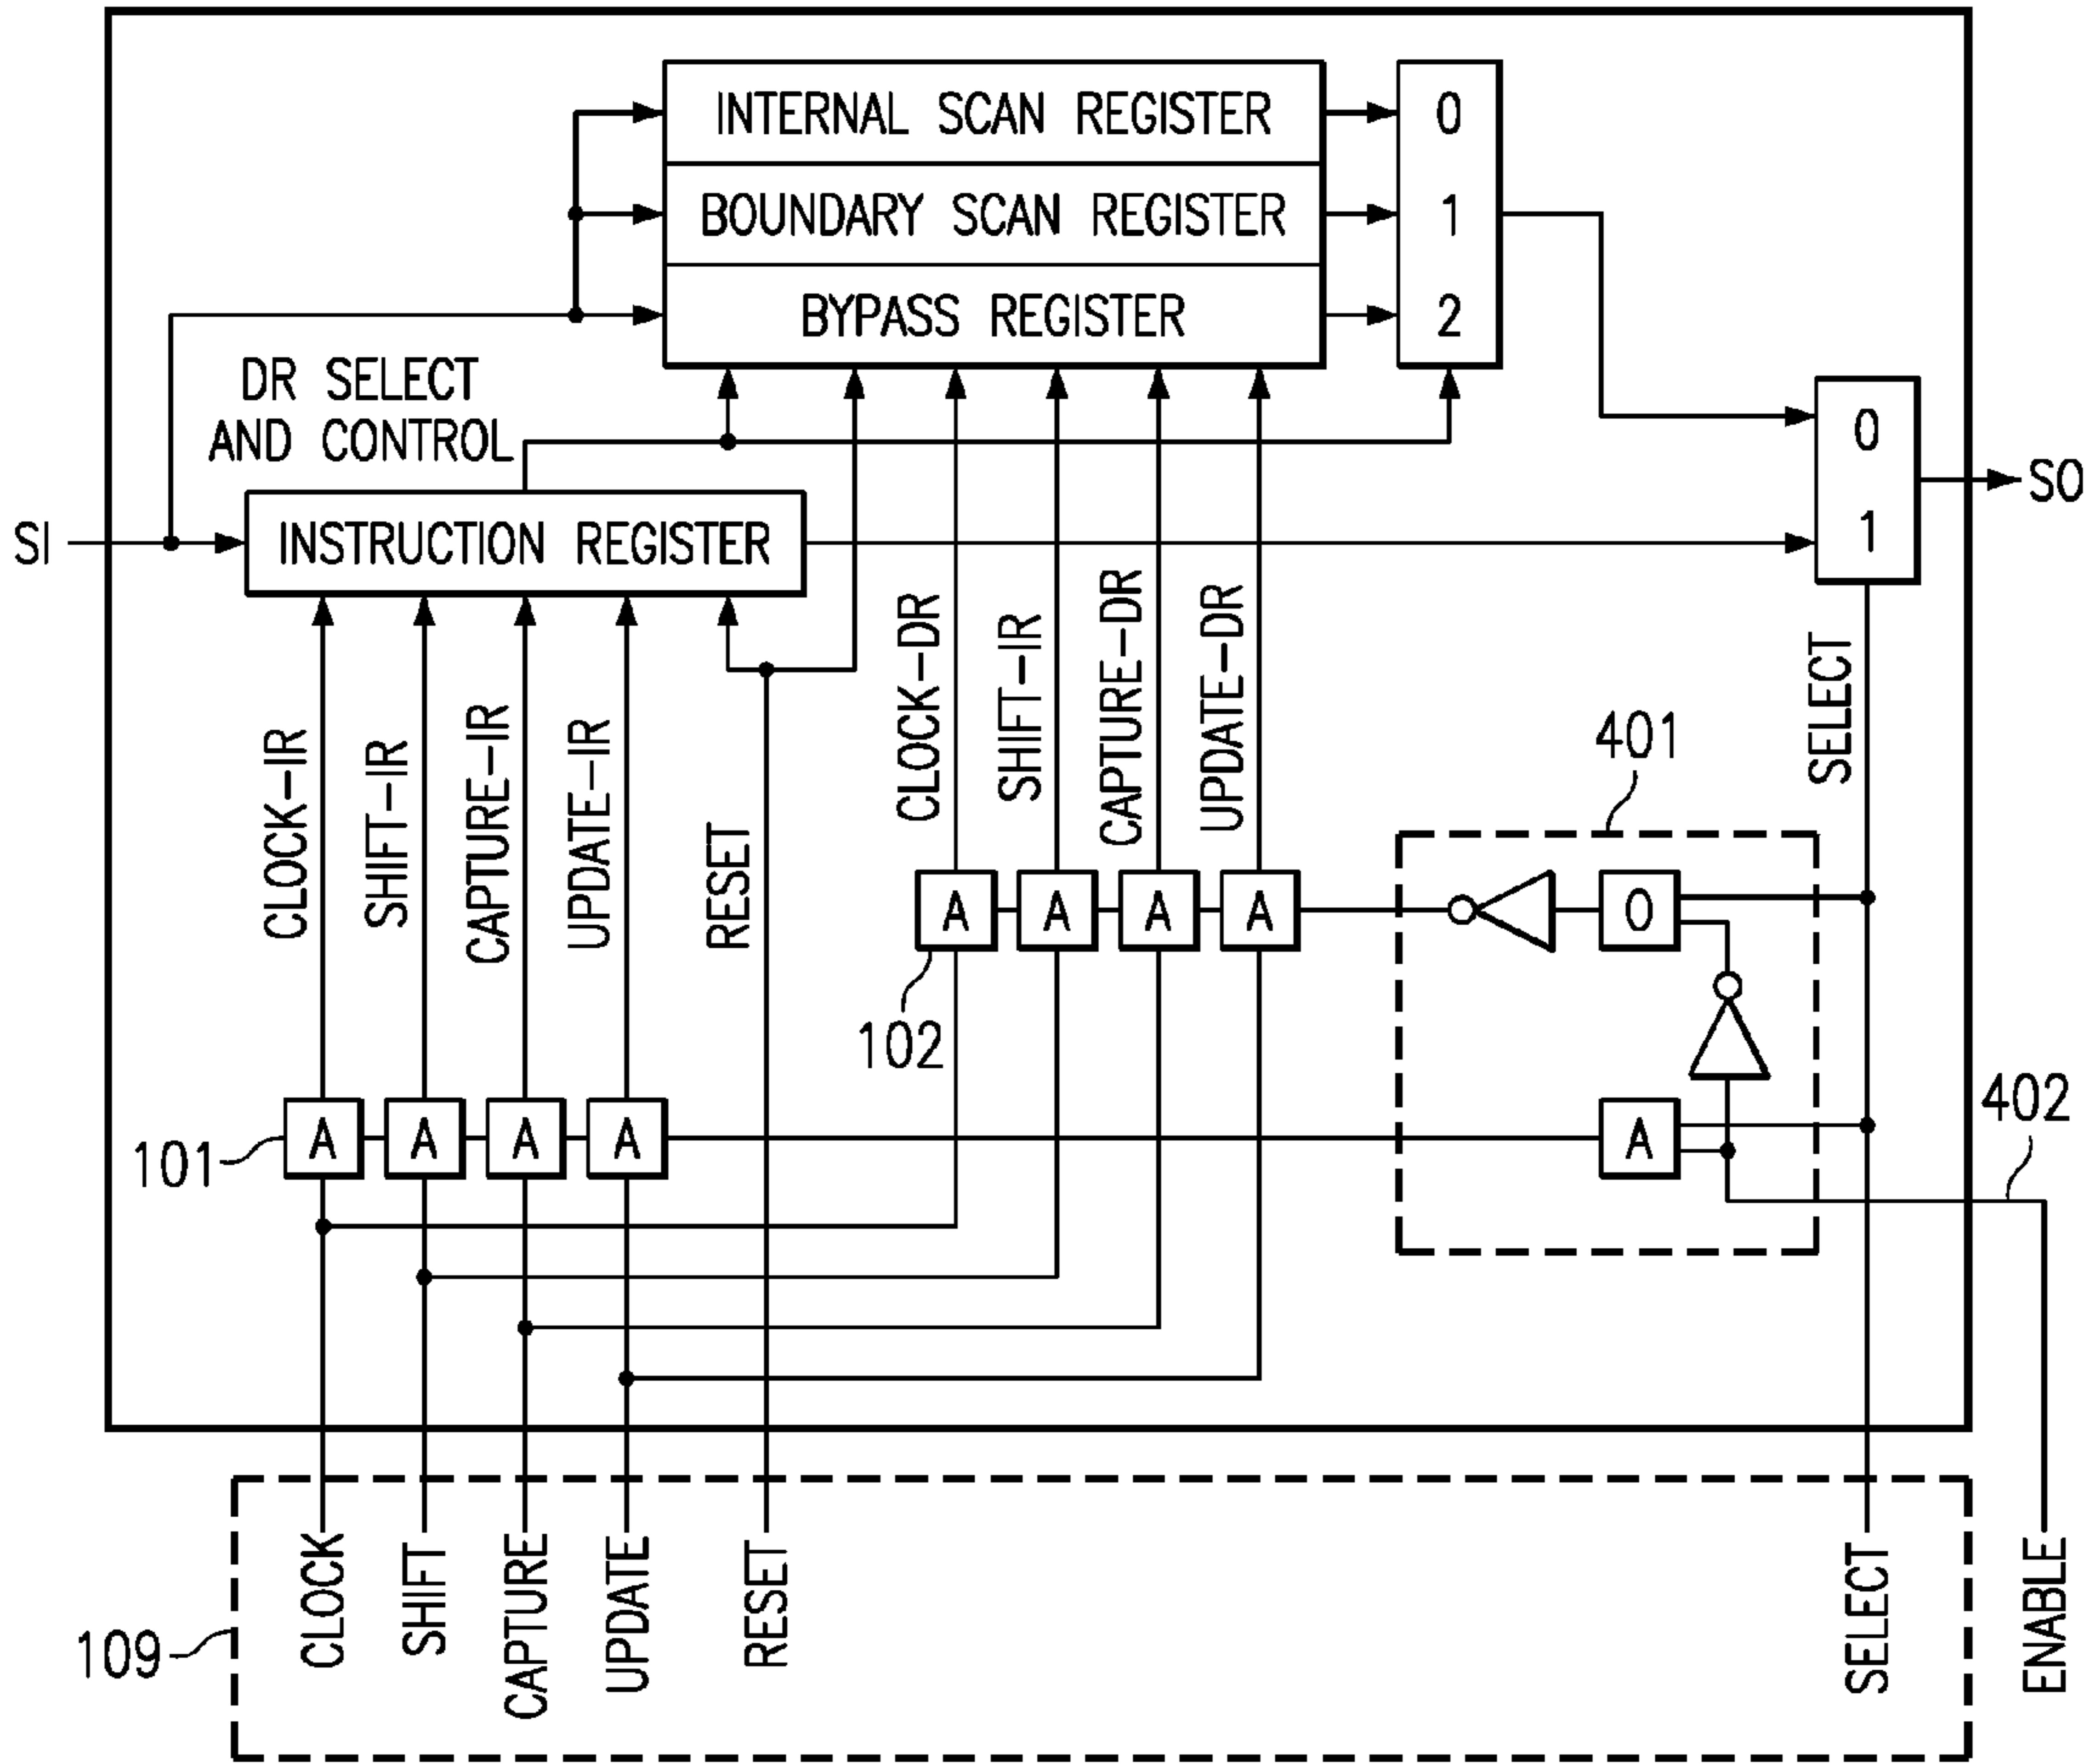 INTERNAL SCAN REGISTER
0
BOUNDARY SCAN REGISTER
1
BYPASS REGISTER
2
DR SELECT
AND CONTROL
0
SO
SI
INSTRUCTION REGISTER
1
CLOCK-IR
SHIFT-IR
CAPTURE-IR
UPDATE-IR
RESET
CLOCK-DR
SHIFT-IR
CAPTURE-DR
UPDATE-DR
SELECT
401
A
A
A
A
O
102
402
101
A
A
A
A
A
109
CLOCK
SHIFT
CAPTURE
UPDATE
RESET
SELECT
ENABLE